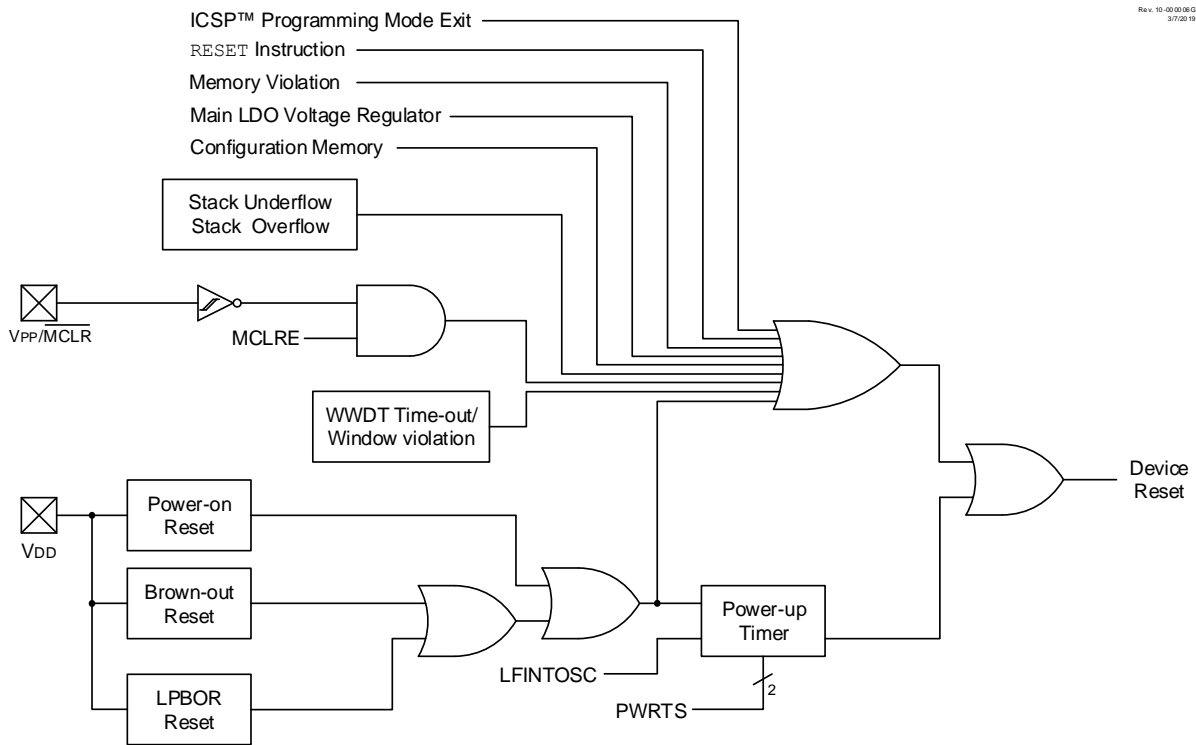 Rev. 10-000006G
3/7/2019
ICSP™ Programming Mode Exit
RESET Instruction
Memory Violation
Main LDO Voltage Regulator
Configuration Memory
Stack Underflow
Stack Overflow
VPP/MCLR
MCLRE
WWDT Time-out/
Window violation
Device
Reset
Power-on
Reset
VDD
Brown-out
Reset
Power-up
Timer
LFINTOSC
LPBOR
Reset
2
PWRTS